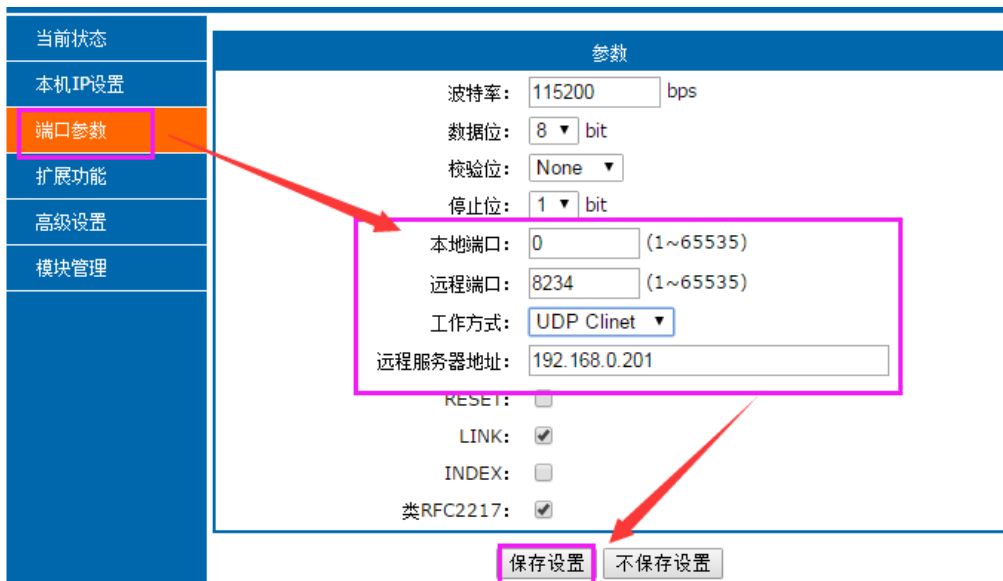 当前状态
本机IP设置
端口参数
扩展功能
高级设置
模块管理
参数
波特率： 115200 bps
数据位： 8 bit
校验位： None
停止位： 1 bit
本地端口： 0 (1~65535)
远程端口： 8234 (1~65535)
工作方式： UDP Clinet
远程服务器地址： 192.168.0.201
RESET：
LINK：
INDEX：
类RFC2217：
保存设置 不保存设置